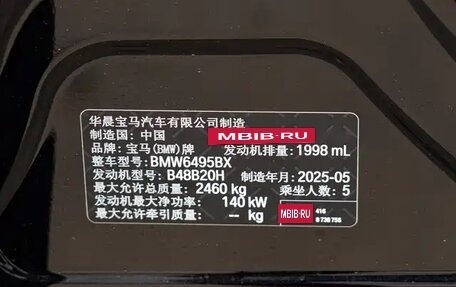 华晨宝马汽车有限公司制造
制造国: 中国 MBIB.RU
品牌: 宝马(BMW)牌 发动机排量: 1998 mL
整车型号: BMW6495BX
发动机型号: B48B20H 制造年月: 2025-05
最大允许总质量: 2460 kg 乘坐人数: 5
发动机最大净功率: 140 kW
最大允许牵引质量: -- kg MBIB.RU
416
8 738 756